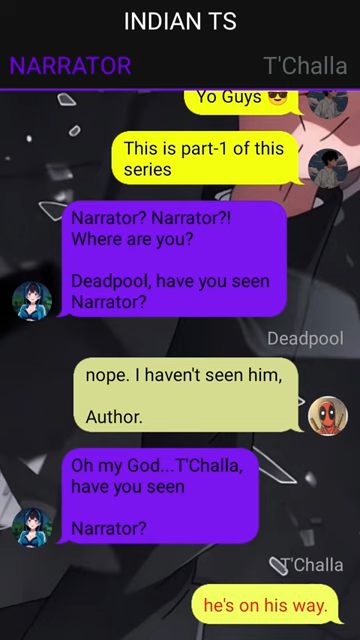 INDIAN TS
NARRATOR
T'Challa
Yo Guys 😎
This is part-1 of this
series
Narrator? Narrator?!
Where are you?
Deadpool, have you seen
Narrator?
Deadpool
nope. I haven't seen him,
Author.
Oh my God...T'Challa,
have you seen
Narrator?
T'Challa
he's on his way.